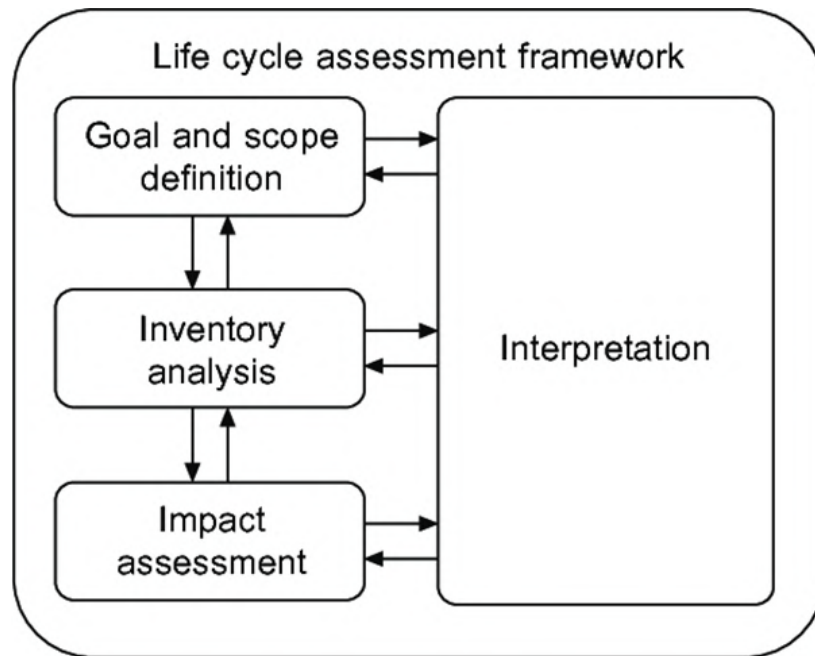 Life cycle assessment framework
Goal and scope
definition
Inventory
analysis
Impact
assessment
Interpretation